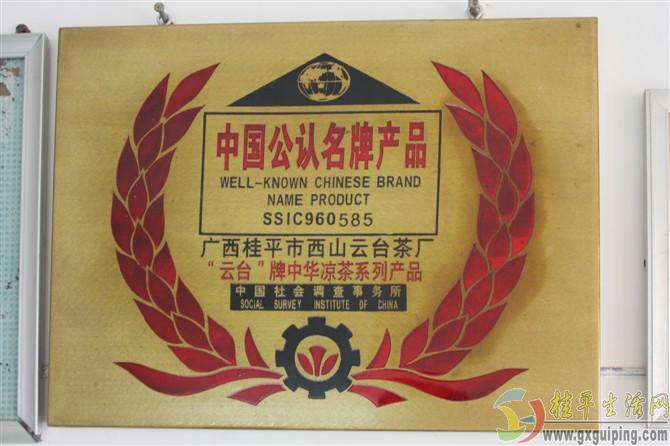 中国公认名牌产品
WELL-KNOWN CHINESE BRAND
NAME PRODUCT
SSIC960585
广西桂平市西山云台茶厂
“云台”牌中华凉茶系列产品
中国社会调查事务所
SOCIAL SURVEY INSTITUTE OF CHINA
桂平生活网
www.gxguiping.com